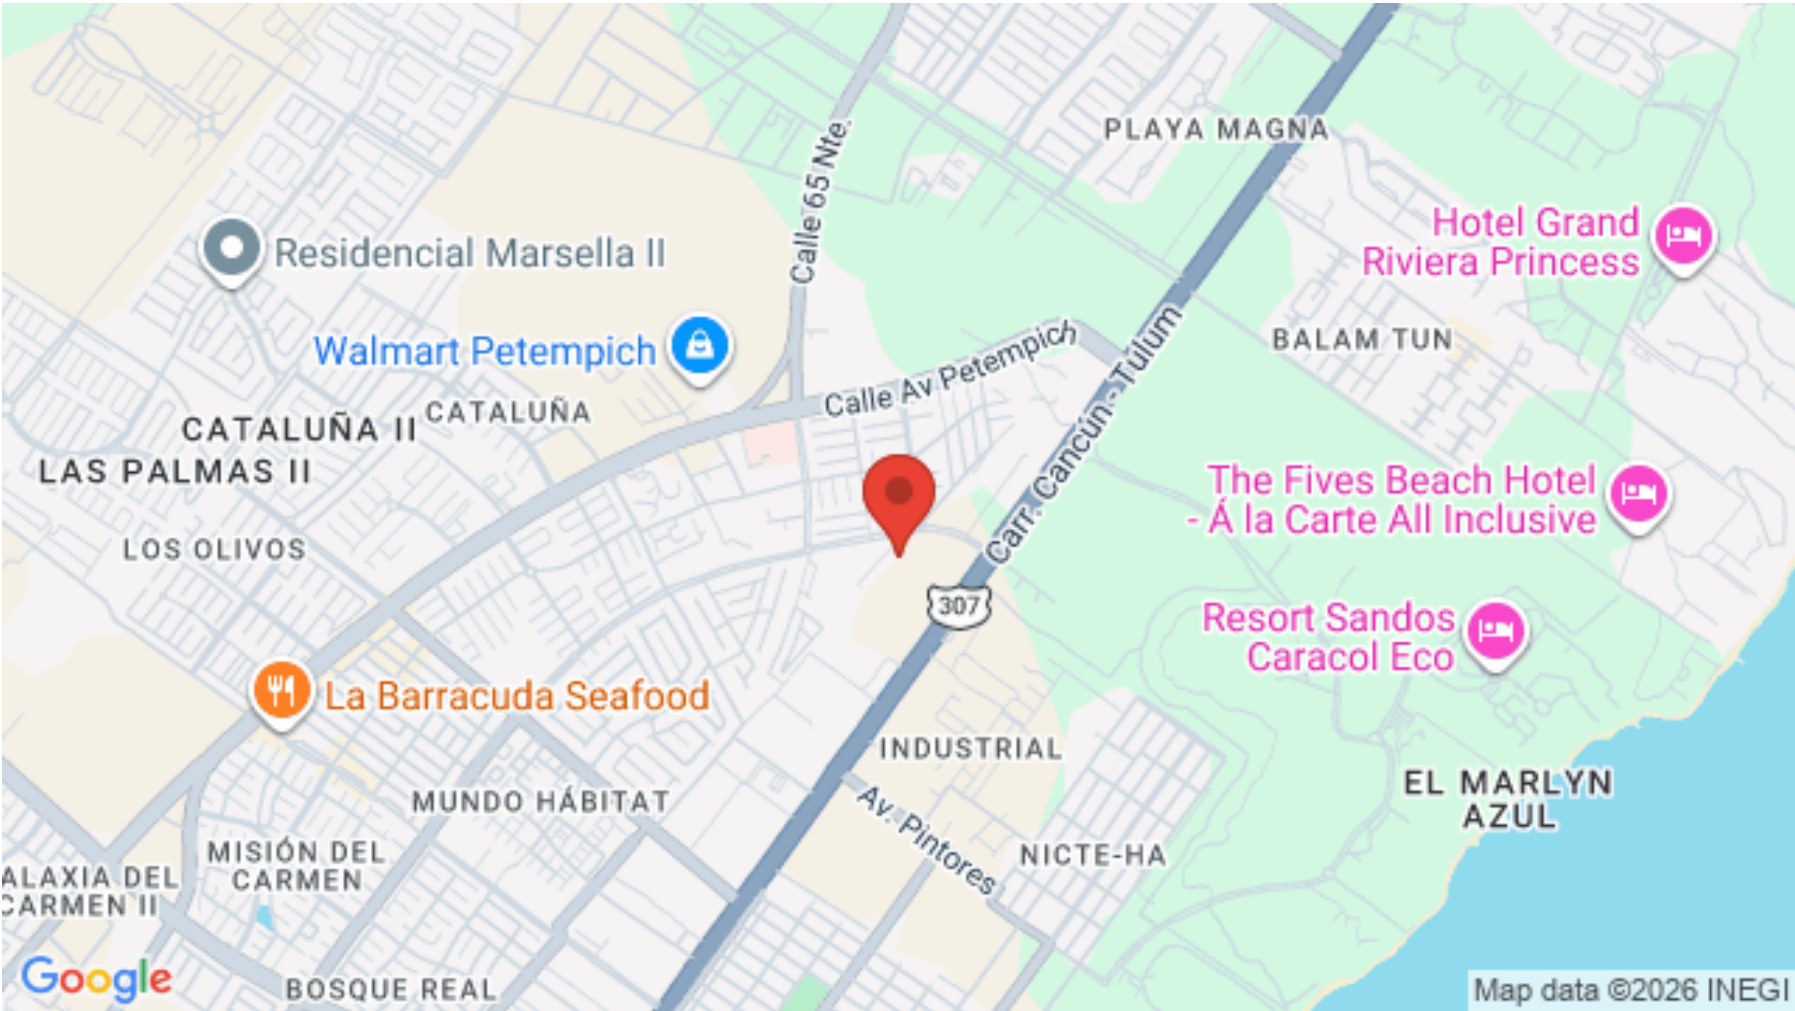 Calle 65 Nte.
PLAYA MAGNA
Hotel Grand
Riviera Princess
Residencial Marsella II
Walmart Petempich
Calle Av Petempich
Carr. Cancún - Tulum
BALAM TUN
CATALUÑA II
CATALUÑA
LAS PALMAS II
The Fives Beach Hotel
- Á la Carte All Inclusive
LOS OLIVOS
307
Resort Sandos
Caracol Eco
La Barracuda Seafood
INDUSTRIAL
EL MARLYN
AZUL
MUNDO HÁBITAT
Av. Pintores
NICTE-HA
MISIÓN DEL
CARMEN
ALAXIA DEL
CARMEN II
BOSQUE REAL
Google
Map data ©2026 INEGI